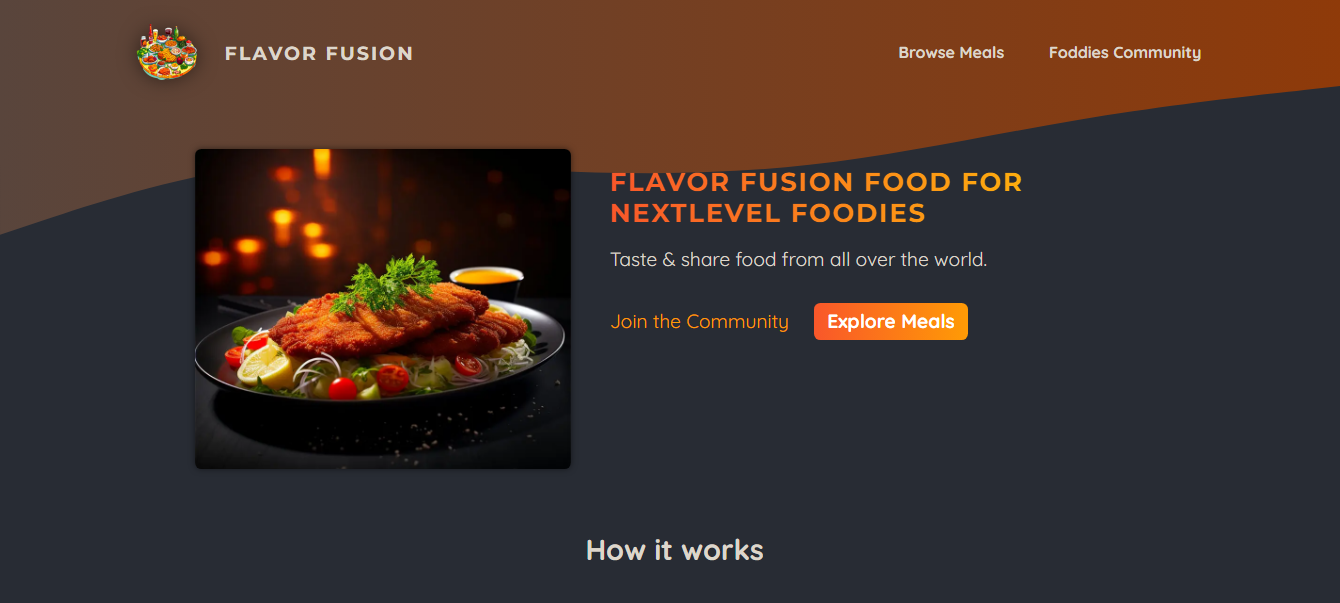 FLAVOR FUSION
Browse Meals
Foddies Community
FLAVOR FUSION FOOD FOR
NEXTLEVEL FOODIES
Taste & share food from all over the world.
Join the Community
Explore Meals
How it works